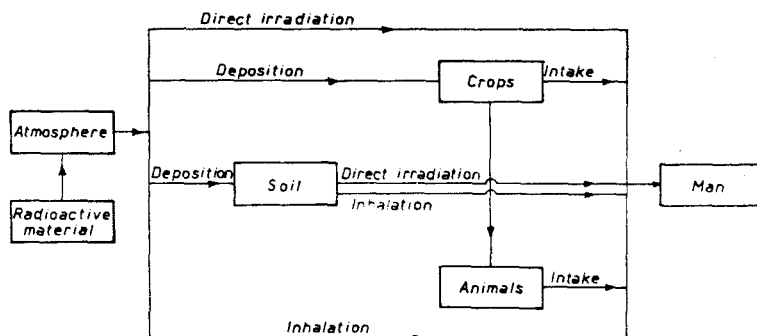 Direct irradiation
Deposition
Crops
Intake
Atmosphere
Deposition
Soil
Direct irradiation
Inhalation
Man
Radioactive
material
Animals
Intake
Inhalation